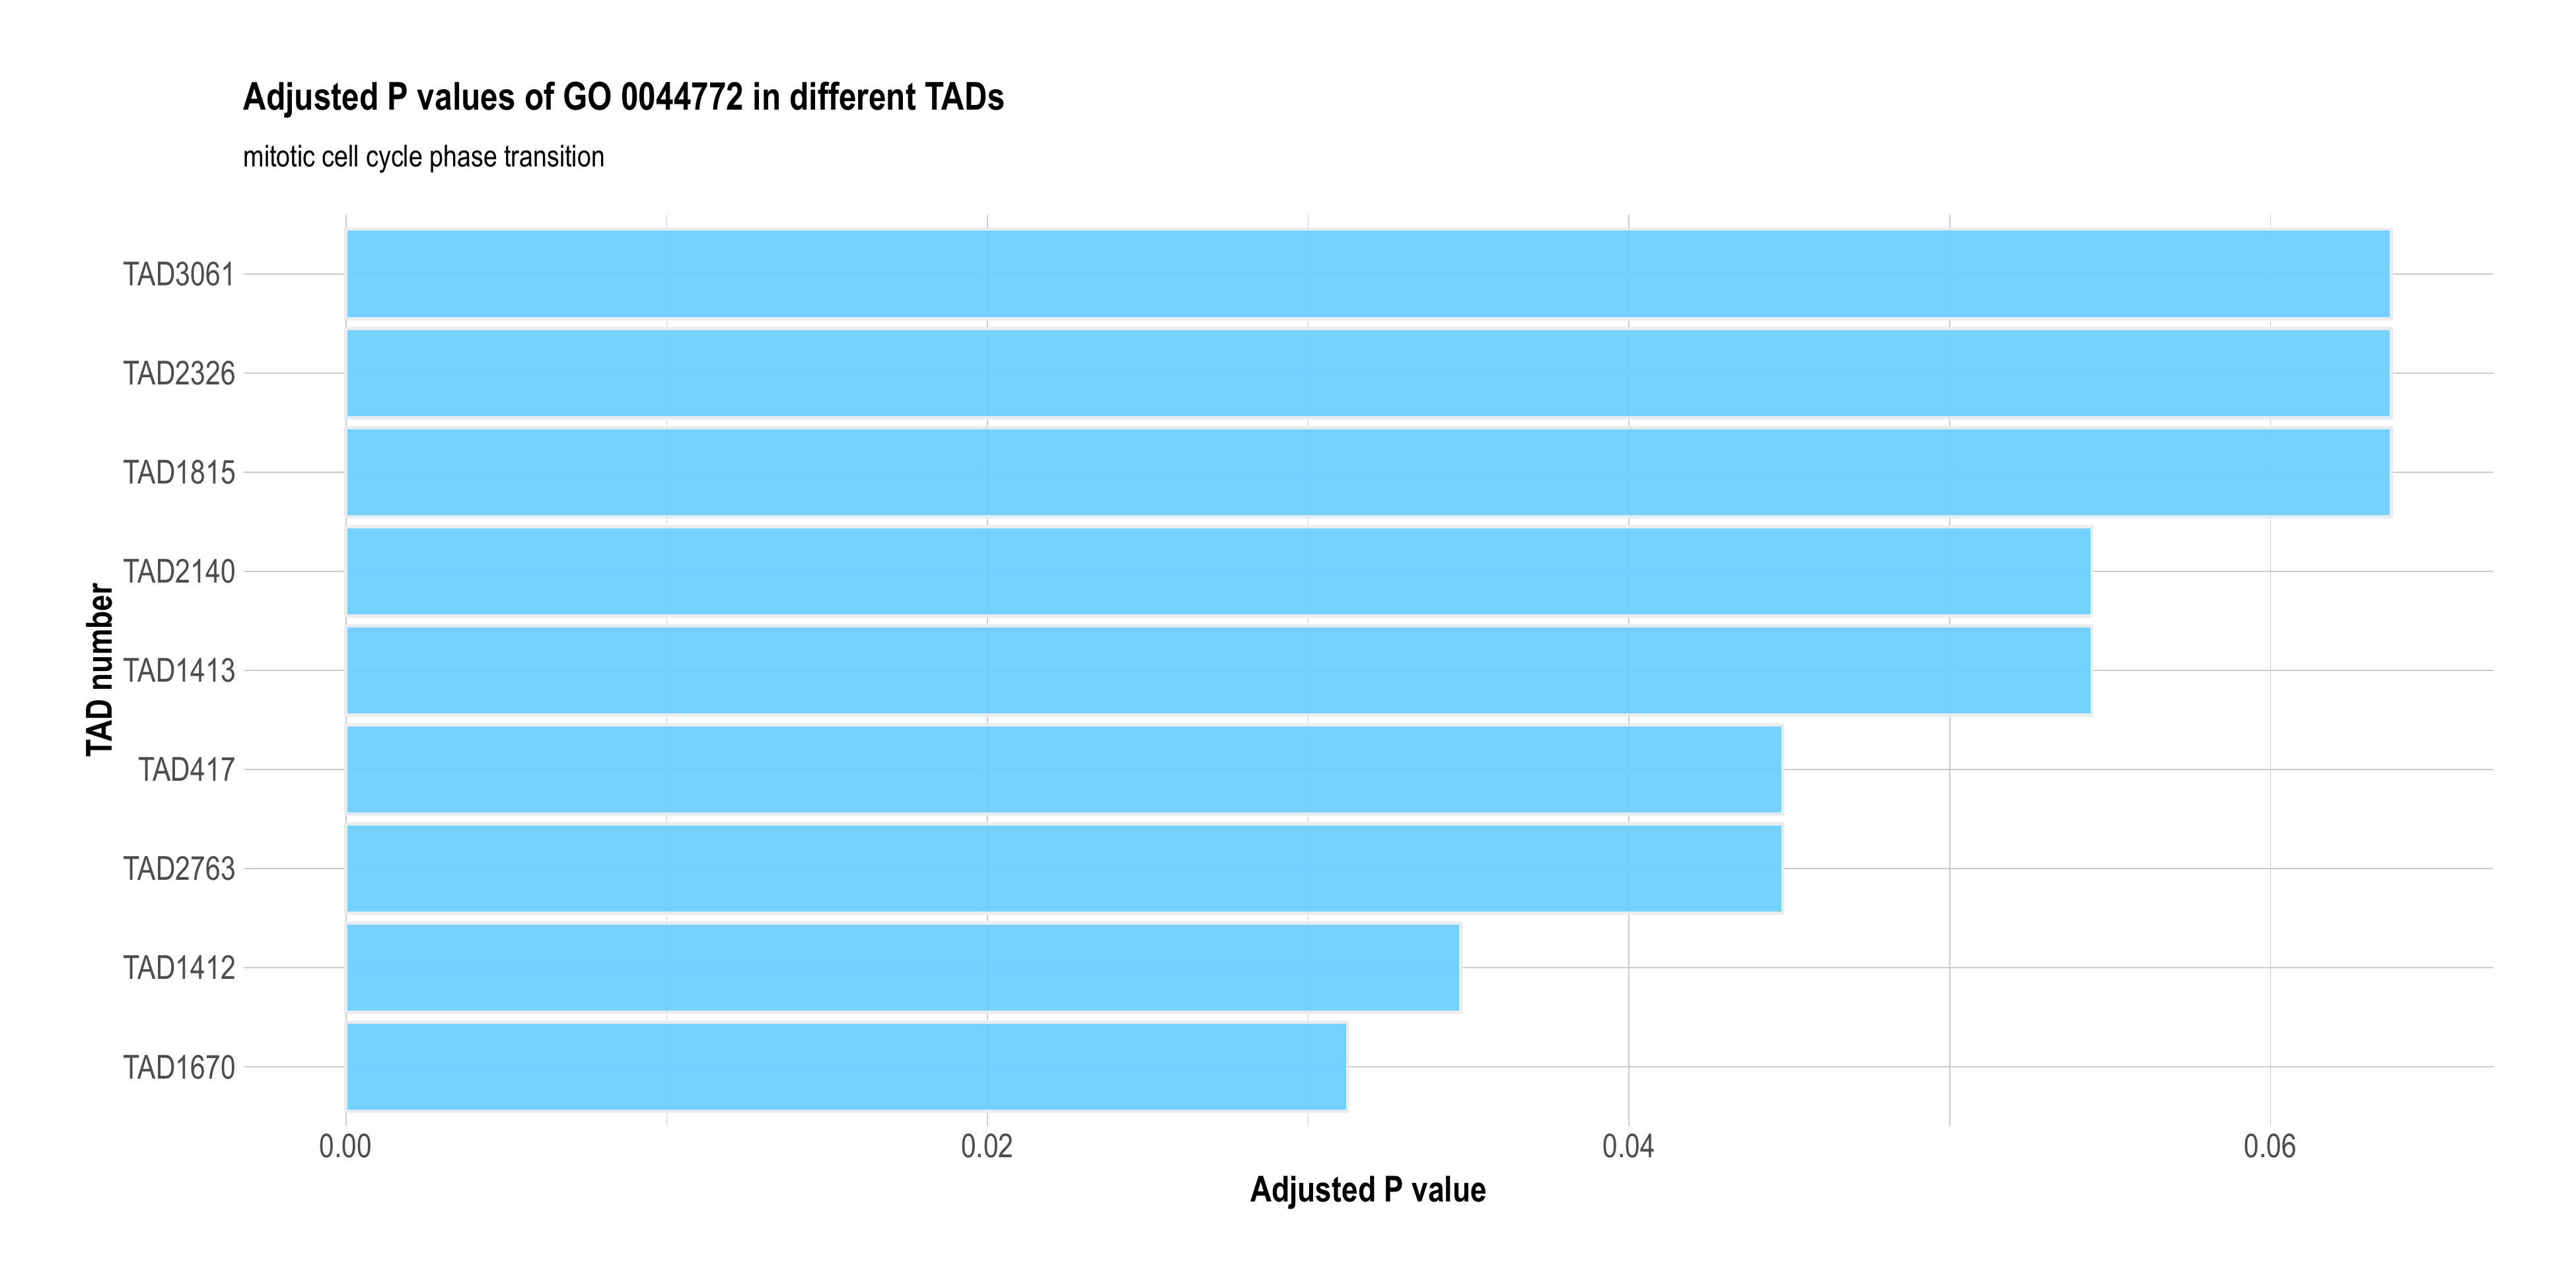 Adjusted P values of GO 0044772 in different TADs
mitotic cell cycle phase transition
TAD3061
TAD2326
TAD1815
TAD2140
TAD1413
TAD417
TAD2763
TAD1412
TAD1670
TAD number
0.00 0.02 0.04 0.06
Adjusted P value